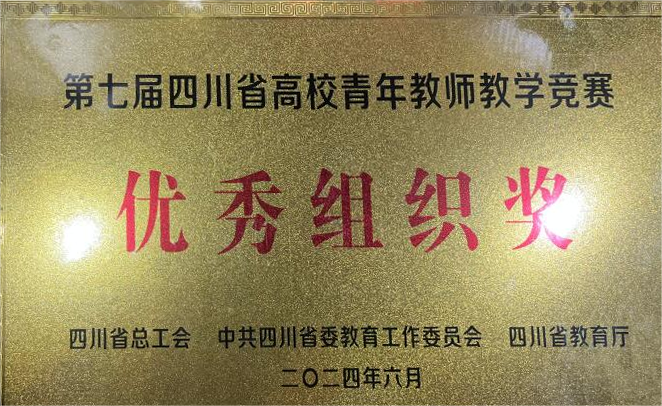 第七届四川省高校青年教师教学竞赛
优秀组织奖
四川省总工会 中共四川省委教育工作委员会 四川省教育厅
二〇二四年六月